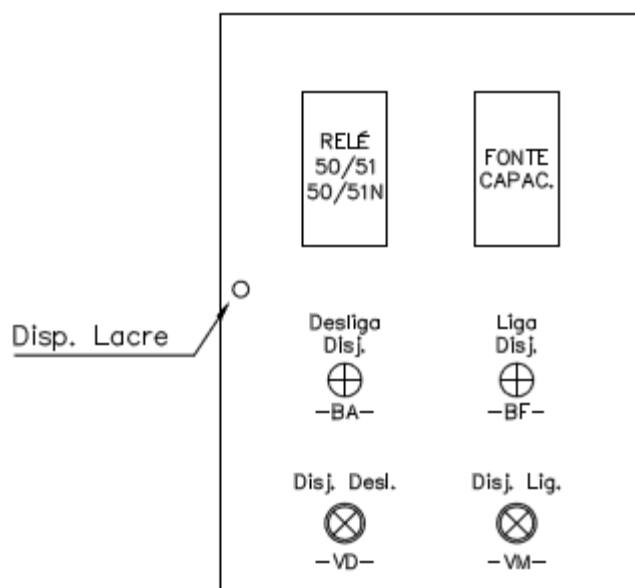 RELÉ
50/51
50/51N
FONTE
CAPAC.
Disp. Lacre
Desliga
Disj.
Liga
Disj.
-BA-
-BF-
Disj. Desl.
Disj. Lig.
-VD-
-VM-